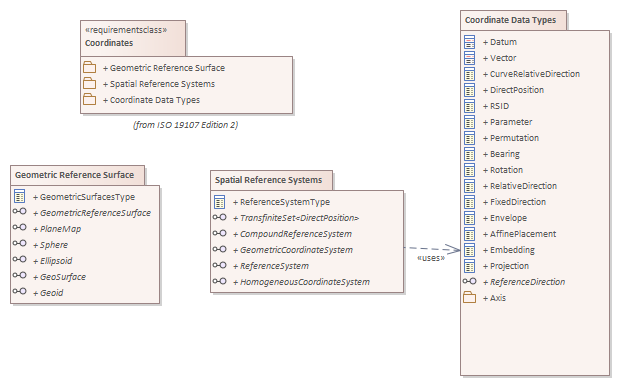 «requirementsclass»
Coordinates
+ Geometric Reference Surface
+ Spatial Reference Systems
+ Coordinate Data Types
(from ISO 19107 Edition 2)
Geometric Reference Surface
+ GeometricSurfacesType
+ GeometricReferenceSurface
+ PlaneMap
+ Sphere
+ Ellipsoid
+ GeoSurface
+ Geoid
Spatial Reference Systems
+ ReferenceSystemType
+ TransfiniteSet<DirectPosition>
+ CompoundReferenceSystem
+ GeometricCoordinateSystem
+ ReferenceSystem
+ HomogeneousCoordinateSystem
«uses»
Coordinate Data Types
+ Datum
+ Vector
+ CurveRelativeDirection
+ DirectPosition
+ RSID
+ Parameter
+ Permutation
+ Bearing
+ Rotation
+ RelativeDirection
+ FixedDirection
+ Envelope
+ AffinePlacement
+ Embedding
+ Projection
+ ReferenceDirection
+ Axis